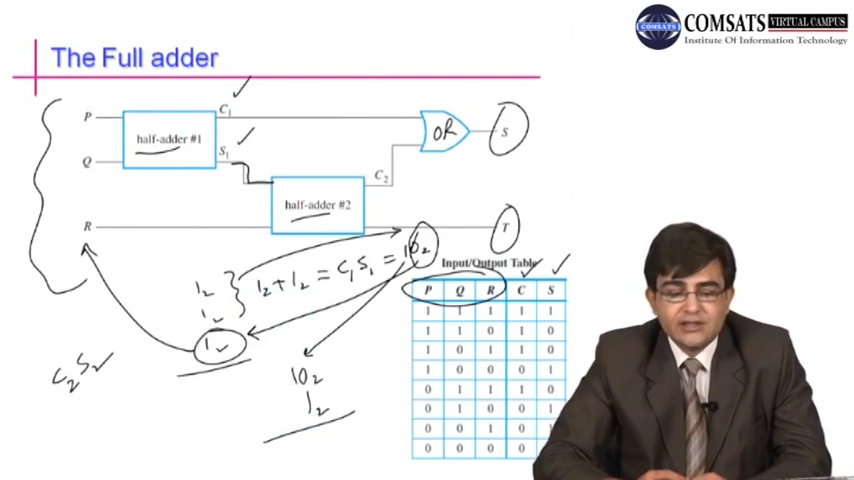 COMSATS VIRTUAL CAMPUS
Institute Of Information Technology
COMSATS
The Full adder
P
C1
half-adder #1
OR
S
Q
S1
C2
half-adder #2
R
T
1₂
1₂
1₂ + 1₂ = C₁S₁ = 10₂
1₂
C₂S₂
10₂
1₂
Input/Output Table
P Q R C S
1 1 1 1 1
1 1 0 1 0
1 0 1 1 0
1 0 0 0 1
0 1 1 1 0
0 1 0 0 1
0 0 1 0 1
0 0 0 0 0